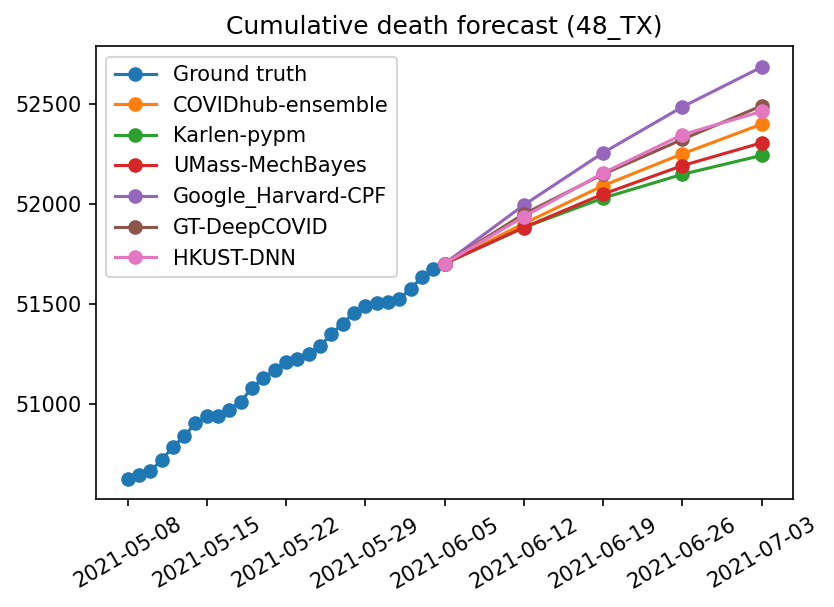 Cumulative death forecast (48_TX)
Ground truth
COVIDhub-ensemble
Karlen-pypm
UMass-MechBayes
Google_Harvard-CPF
GT-DeepCOVID
HKUST-DNN
52500
52000
51500
51000
2021-05-08
2021-05-15
2021-05-22
2021-05-29
2021-06-05
2021-06-12
2021-06-19
2021-06-26
2021-07-03